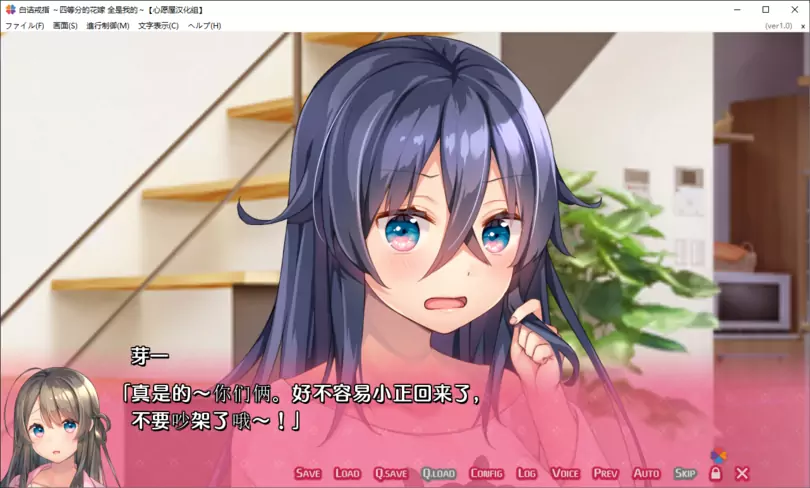 白诘戒指 ~四等分的花嫁 全是我的~【心愿屋汉化组】
ファイル(F) 画面(S) 進行制御(M) 文字表示(C) ヘルプ(H) (ver1.0) ×
芽一
「真是的～你们俩。好不容易小正回来了，
不要吵架了哦～！」
SAVE LOAD Q.SAVE Q.LOAD CONFIG LOG VOICE PREV AUTO SKIP